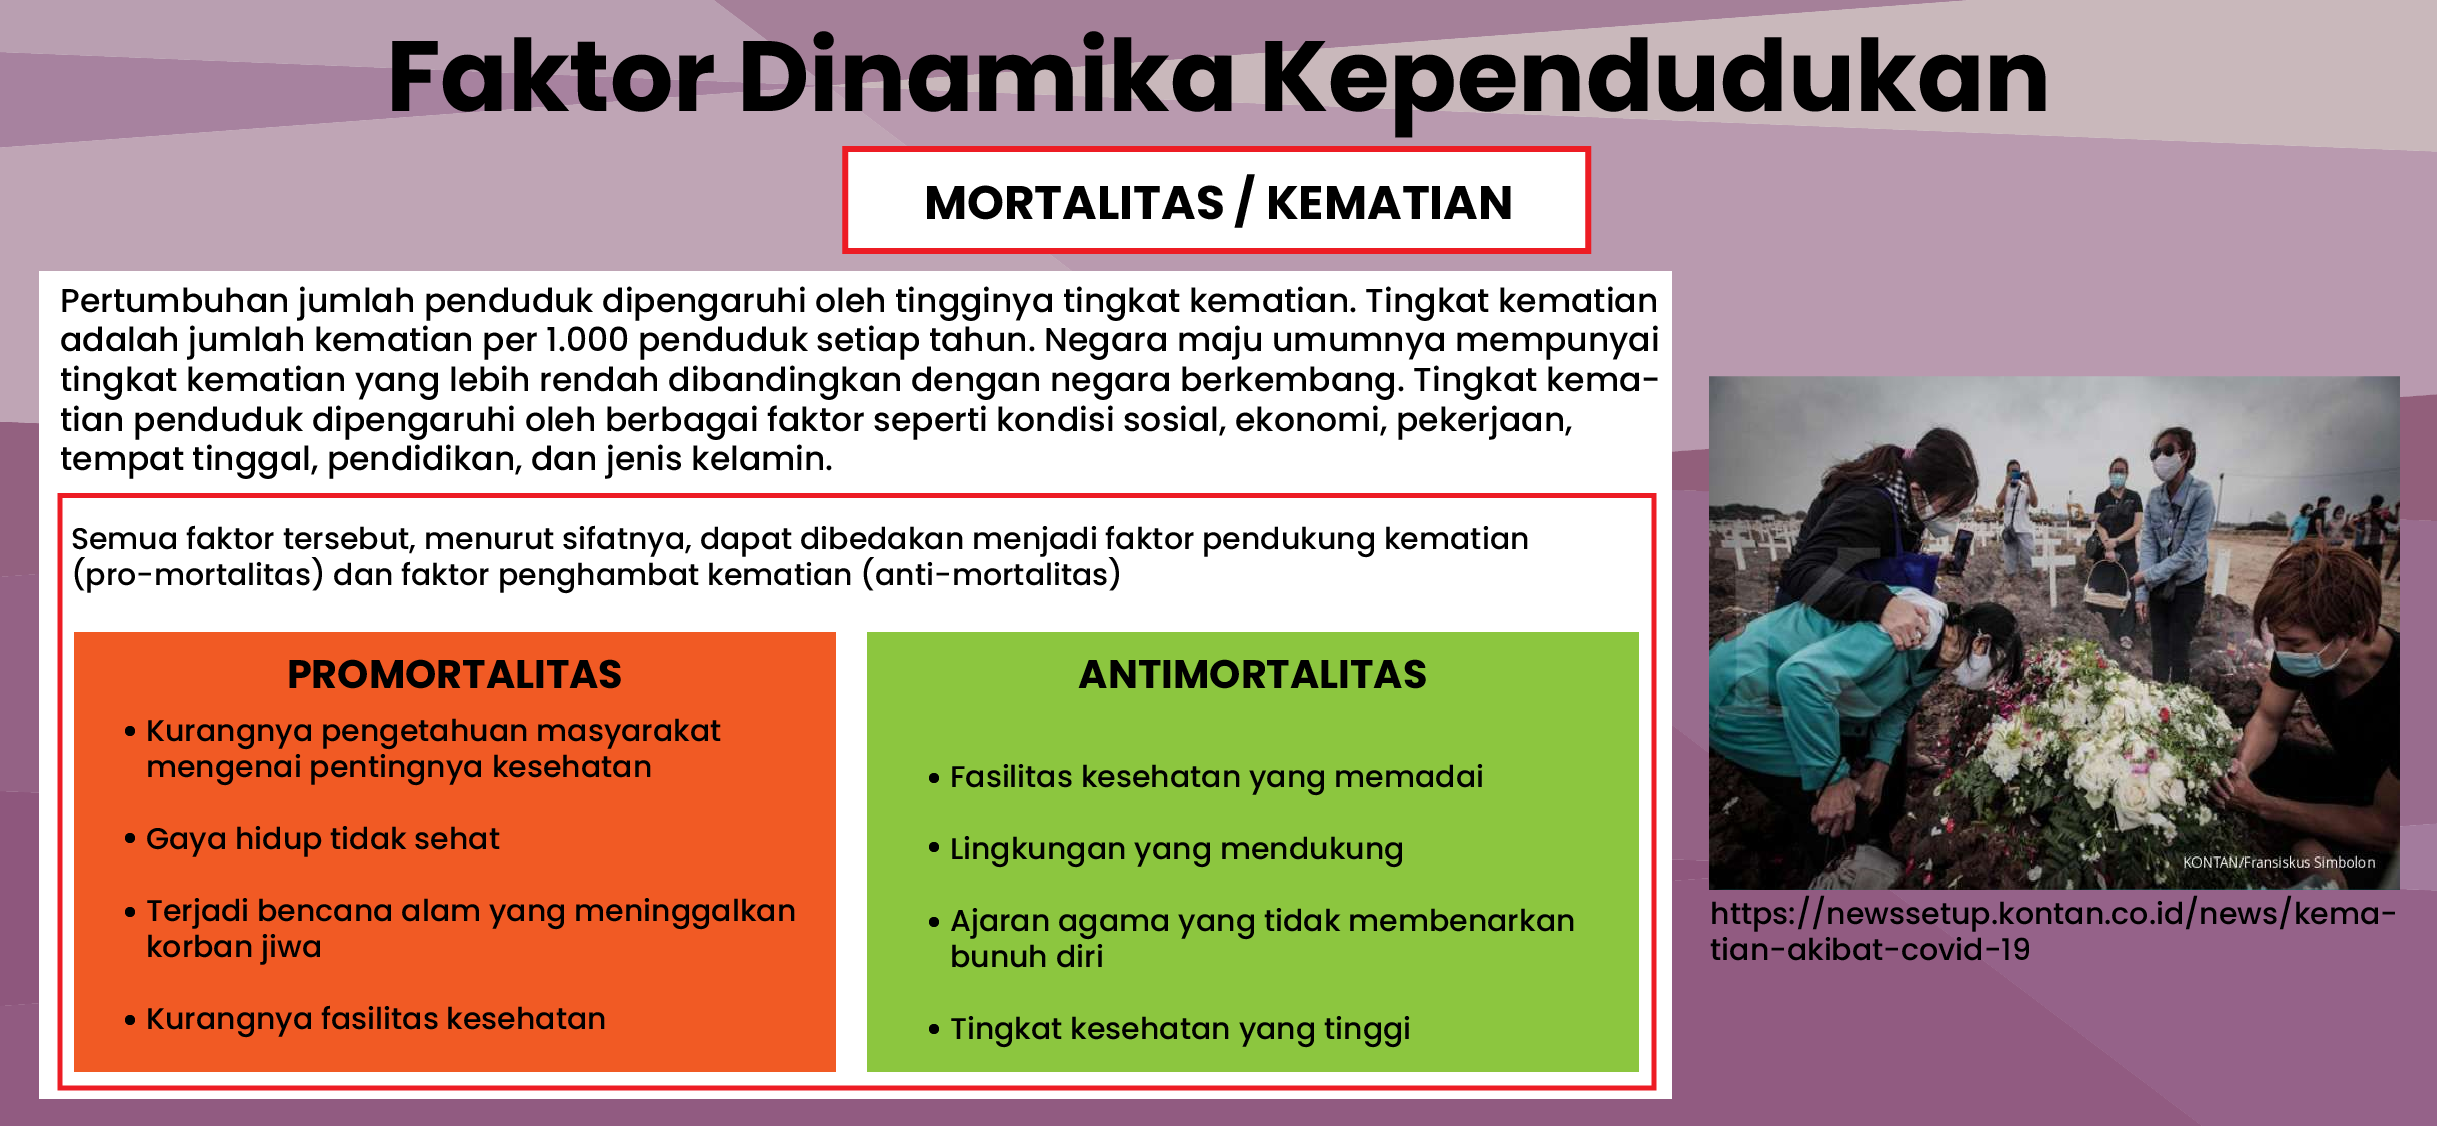 Faktor Dinamika Kependudukan
MORTALITAS / KEMATIAN
Pertumbuhan jumlah penduduk dipengaruhi oleh tingginya tingkat kematian. Tingkat kematian
adalah jumlah kematian per 1.000 penduduk setiap tahun. Negara maju umumnya mempunyai
tingkat kematian yang lebih rendah dibandingkan dengan negara berkembang. Tingkat kema-
tian penduduk dipengaruhi oleh berbagai faktor seperti kondisi sosial, ekonomi, pekerjaan,
tempat tinggal, pendidikan, dan jenis kelamin.
Semua faktor tersebut, menurut sifatnya, dapat dibedakan menjadi faktor pendukung kematian
(pro-mortalitas) dan faktor penghambat kematian (anti-mortalitas)
PROMORTALITAS
• Kurangnya pengetahuan masyarakat
mengenai pentingnya kesehatan
• Gaya hidup tidak sehat
• Terjadi bencana alam yang meninggalkan
korban jiwa
• Kurangnya fasilitas kesehatan
ANTIMORTALITAS
• Fasilitas kesehatan yang memadai
• Lingkungan yang mendukung
• Ajaran agama yang tidak membenarkan
bunuh diri
• Tingkat kesehatan yang tinggi
KONTAN/Fransiskus Simbolon
https://newssetup.kontan.co.id/news/kema-
tian-akibat-covid-19